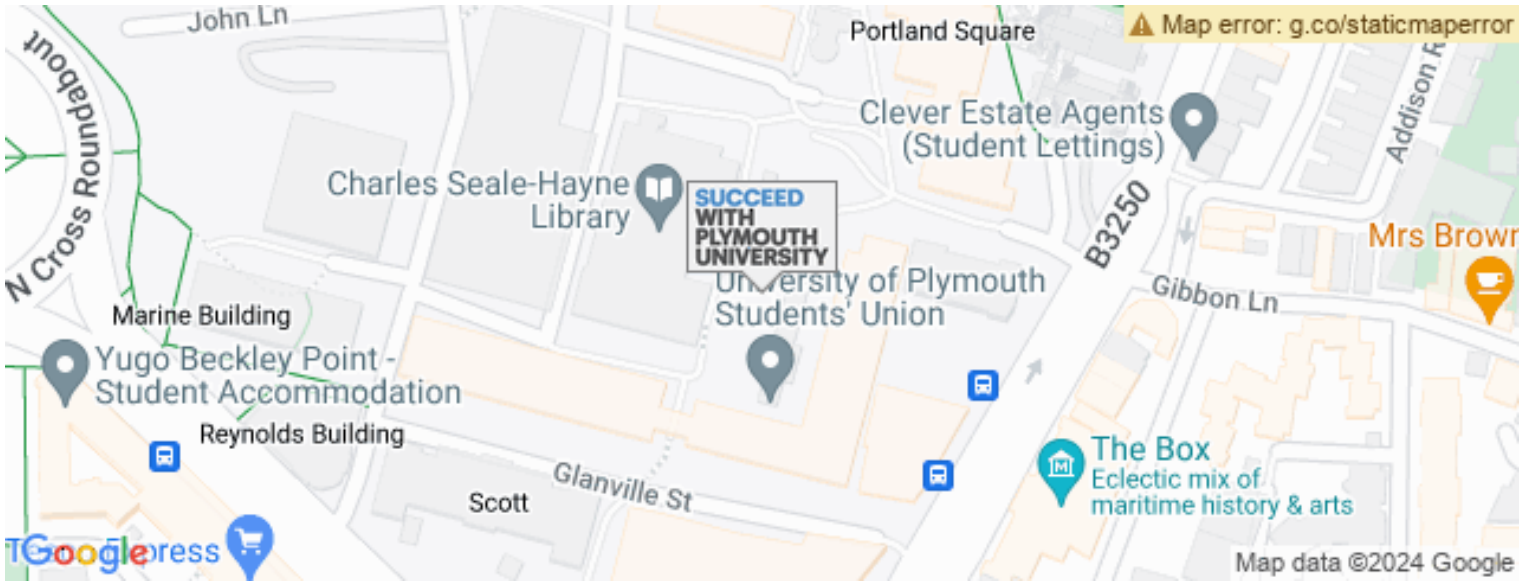 John Ln
Portland Square
Map error: g.co/staticmaperror
N Cross Roundabout
Addison R
Clever Estate Agents
(Student Lettings)
Charles Seale-Hayne
Library
SUCCEED
WITH
PLYMOUTH
UNIVERSITY
B3250
Mrs Brown
University of Plymouth
Students' Union
Gibbon Ln
Marine Building
Yugo Beckley Point -
Student Accommodation
Reynolds Building
The Box
Eclectic mix of
maritime history & arts
Glanville St
Scott
Google
press
Map data ©2024 Google